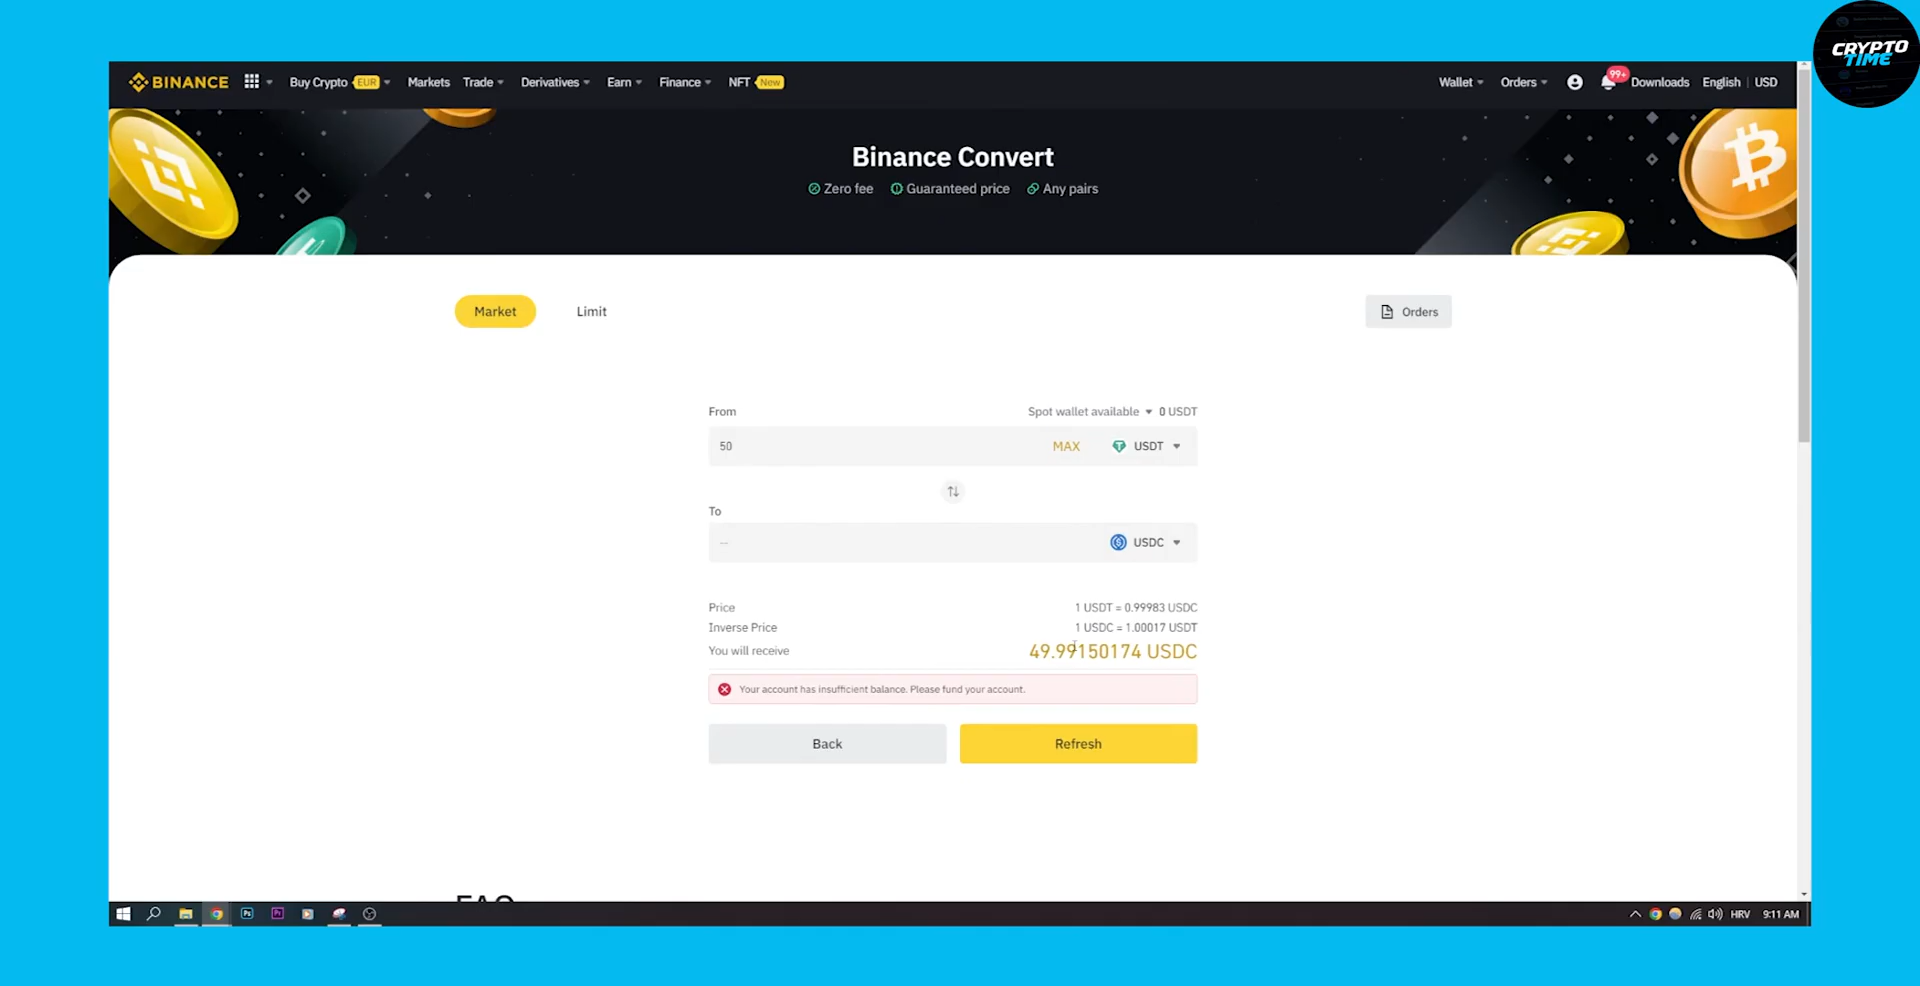 CRYPTO
TIME
BINANCE Buy Crypto EUR Markets Trade Derivatives Earn Finance NFT New Wallet Orders 99+ Downloads English | USD
Binance Convert
Zero fee Guaranteed price Any pairs
Market Limit Orders
From Spot wallet available 0 USDT
50 MAX USDT
To
-- USDC
Price 1 USDT = 0.99983 USDC
Inverse Price 1 USDC = 1.00017 USDT
You will receive 49.99150174 USDC
Your account has insufficient balance. Please fund your account.
Back Refresh
FAQ
Ps Pr HRV 9:11 AM